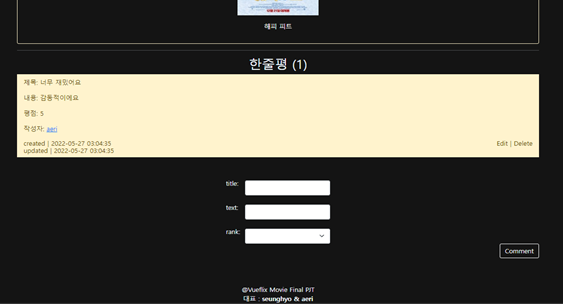 해피 피트
한줄평 (1)
제목: 너무 재밌어요
내용: 감동적이에요
평점: 5
작성자: aeri
created | 2022-05-27 03:04:35
updated | 2022-05-27 03:04:35
Edit | Delete
title:
text:
rank:
Comment
@Vueflix Movie Final PJT
대표 : seunghyo & aeri